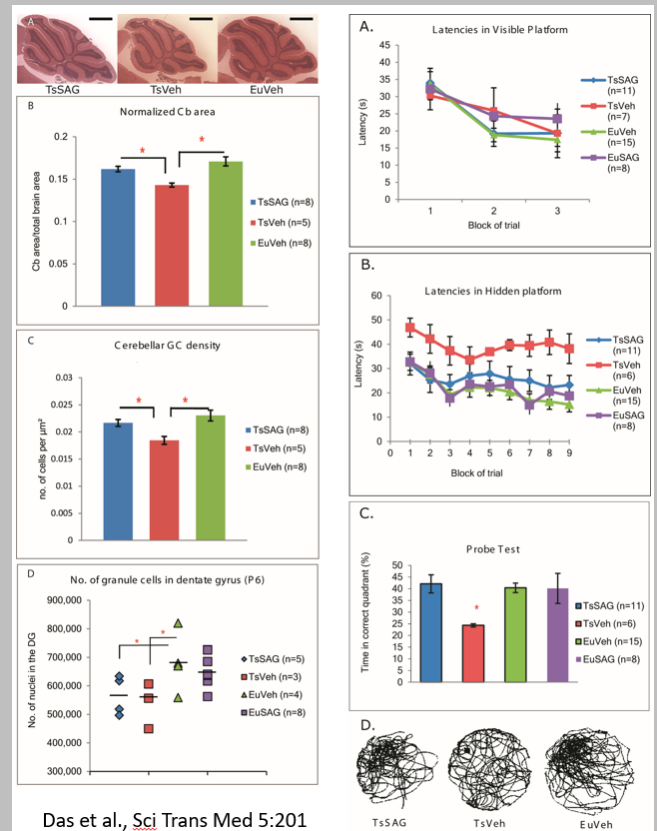 A
TsSAG TsVeh EuVeh
B
Normalized Cb area
Cb area/total brain area
0.2
0.15
0.1
0.05
0
* *
TsSAG (n=8)
TsVeh (n=5)
EuVeh (n=8)
C
Cerebellar GC density
no. of cells per µm²
0.03
0.025
0.02
0.015
0.01
0.005
0
* *
TsSAG (n=8)
TsVeh (n=5)
EuVeh (n=8)
D
No. of granule cells in dentate gyrus (P6)
No. of nuclei in the DG
900,000
800,000
700,000
600,000
500,000
400,000
300,000
* *
TsSAG (n=5)
TsVeh (n=3)
EuVeh (n=4)
EuSAG (n=8)
Das et al., Sci Trans Med 5:201
A.
Latencies in Visible Platform
Latency (s)
45
40
35
30
25
20
15
10
5
0
1 2 3
Block of trial
TsSAG
(n=11)
TsVeh
(n=7)
EuVeh
(n=15)
EuSAG
(n=8)
B.
Latencies in Hidden platform
Latency (s)
60
50
40
30
20
10
0
0 1 2 3 4 5 6 7 8 9
Block of trial
TsSAG
(n=11)
TsVeh
(n=6)
EuVeh
(n=15)
EuSAG
(n=8)
C.
Probe Test
Time in correct quadrant (%)
50
45
40
35
30
25
20
15
10
5
0
*
TsSAG (n=11)
TsVeh (n=6)
EuVeh (n=15)
EuSAG (n=8)
D.
TsSAG TsVeh EuVeh